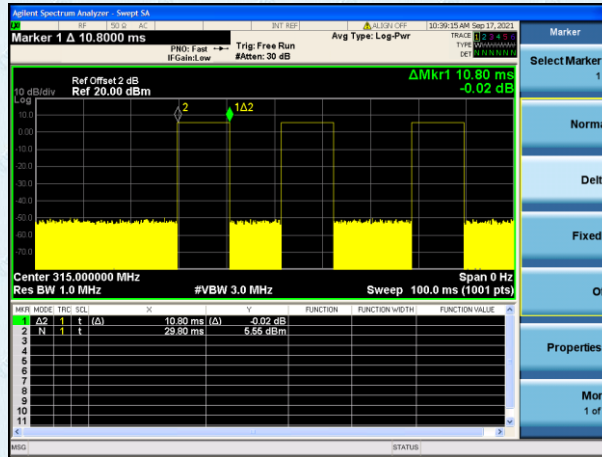 Agilent Spectrum Analyzer - Swept SA
RF 50 Ω AC INT REF ALIGN OFF 10:39:15 AM Sep 17, 2021
Marker 1 Δ 10.8000 ms
Avg Type: Log-Pwr
TRACE 1 2 3 4 5 6
PNO: Fast
Trig: Free Run
TYPE
IFGain:Low
#Atten: 30 dB
DET N N N N N N
ΔMkr1 10.80 ms
-0.02 dB
Ref Offset 2 dB
10 dB/div Ref 20.00 dBm
Log
2 1Δ2
10.0
0.00
-10.0
-20.0
-30.0
-40.0
-50.0
-60.0
-70.0
Center 315.000000 MHz Span 0 Hz
Res BW 1.0 MHz #VBW 3.0 MHz Sweep 100.0 ms (1001 pts)
MKR MODE TRC SCL X Y FUNCTION FUNCTION WIDTH FUNCTION VALUE
1 Δ2 1 t (Δ) 10.80 ms (Δ) -0.02 dB
2 N 1 t 29.80 ms 5.55 dBm
3
4
5
6
7
8
9
10
11
MSG STATUS
Marker
Select Marker
1
Norma
Delt
Fixed
O
Properties
Mor
1 of